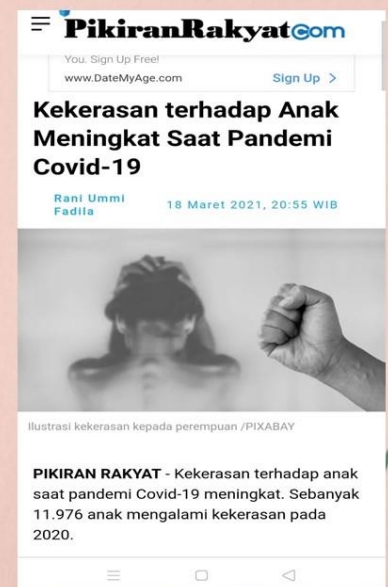 PikiranRakyatcom
You. Sign Up Free!
www.DateMyAge.com Sign Up >
Kekerasan terhadap Anak
Meningkat Saat Pandemi
Covid-19
Rani Ummi
Fadila
18 Maret 2021, 20:55 WIB
Ilustrasi kekerasan kepada perempuan /PIXABAY
PIKIRAN RAKYAT - Kekerasan terhadap anak
saat pandemi Covid-19 meningkat. Sebanyak
11.976 anak mengalami kekerasan pada
2020.